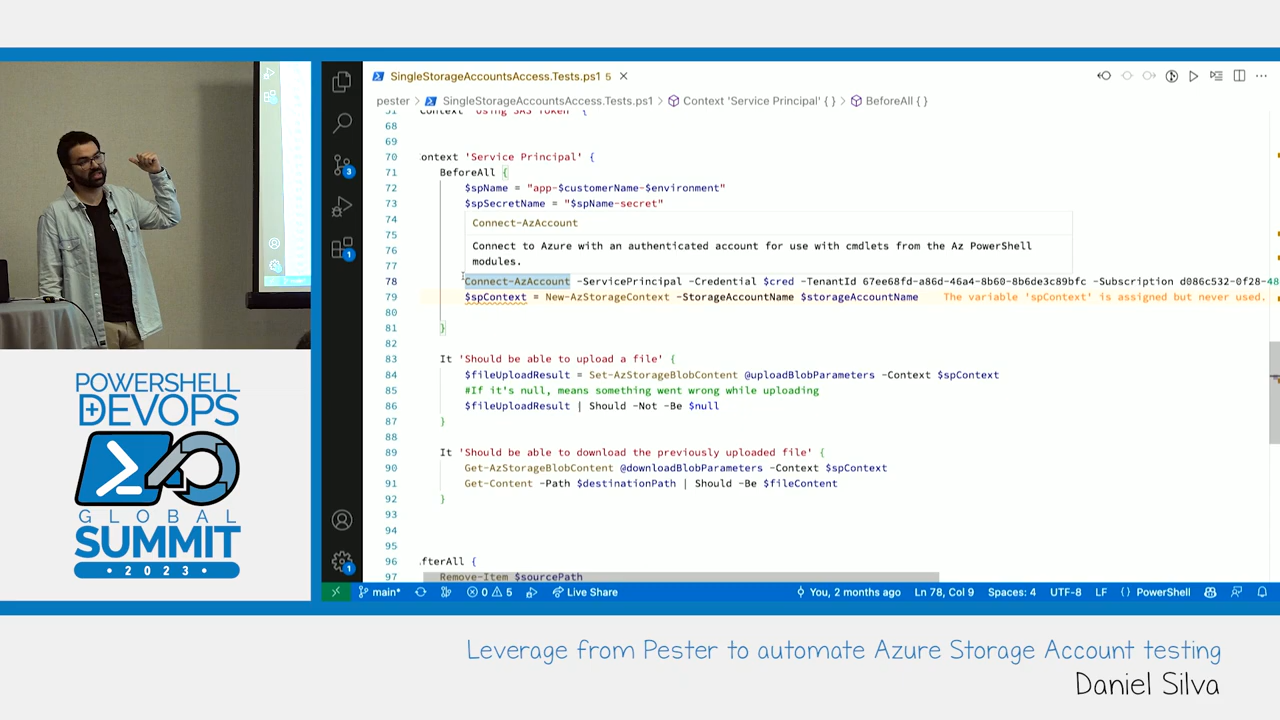 SingleStorageAccountsAccess.Tests.ps1 5
pester > SingleStorageAccountsAccess.Tests.ps1 > Context 'Service Principal' { } > BeforeAll { }
Context 'Using SAS Token' {
68
69
70 ontext 'Service Principal' {
71 BeforeAll {
72 $spName = "app-$customerName-$environment"
73 $spSecretName = "$spName-secret"
74 Connect-AzAccount
75
76 Connect to Azure with an authenticated account for use with cmdlets from the Az PowerShell
77 modules.
78 Connect-AzAccount -ServicePrincipal -Credential $cred -TenantId 67ee68fd-a86d-46a4-8b60-8b6de3c89bfc -Subscription d086c532-0f28-48
79 $spContext = New-AzStorageContext -StorageAccountName $storageAccountName The variable 'spContext' is assigned but never used.
80
81 }
82
83 It 'Should be able to upload a file' {
84 $fileUploadResult = Set-AzStorageBlobContent @uploadBlobParameters -Context $spContext
85 #If it's null, means something went wrong while uploading
86 $fileUploadResult | Should -Not -Be $null
87 }
88
89 It 'Should be able to download the previously uploaded file' {
90 Get-AzStorageBlobContent @downloadBlobParameters -Context $spContext
91 Get-Content -Path $destinationPath | Should -Be $fileContent
92 }
93
94
95
96 fterAll {
97 Remove-Item $sourcePath
3
1
1
main* 0 5 Live Share You, 2 months ago Ln 78, Col 9 Spaces: 4 UTF-8 LF { } PowerShell
POWERSHELL
+DEVOPS
GLOBAL
SUMMIT
• 2023 •
Leverage from Pester to automate Azure Storage Account testing
Daniel Silva